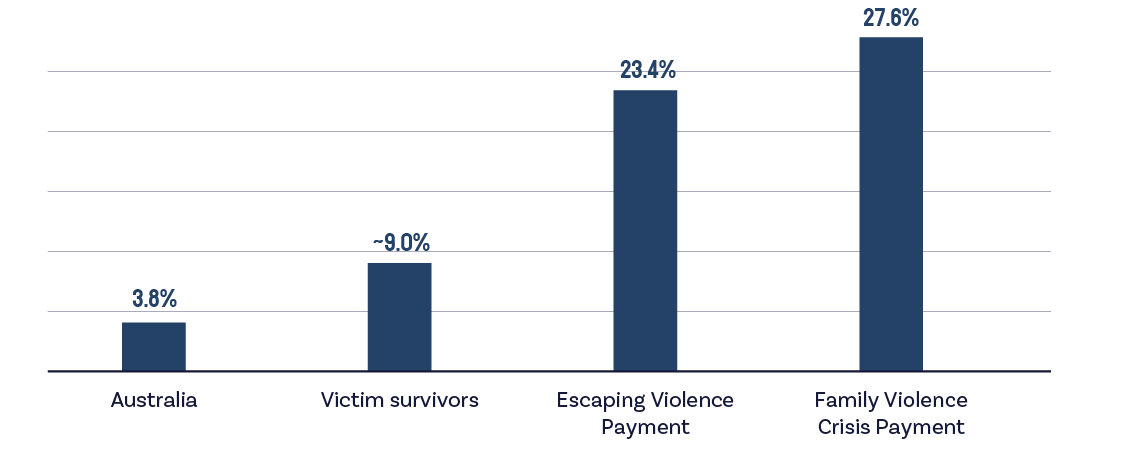 27.6%
23.4%
~9.0%
3.8%
Australia
Victim survivors
Escaping Violence
Payment
Family Violence
Crisis Payment